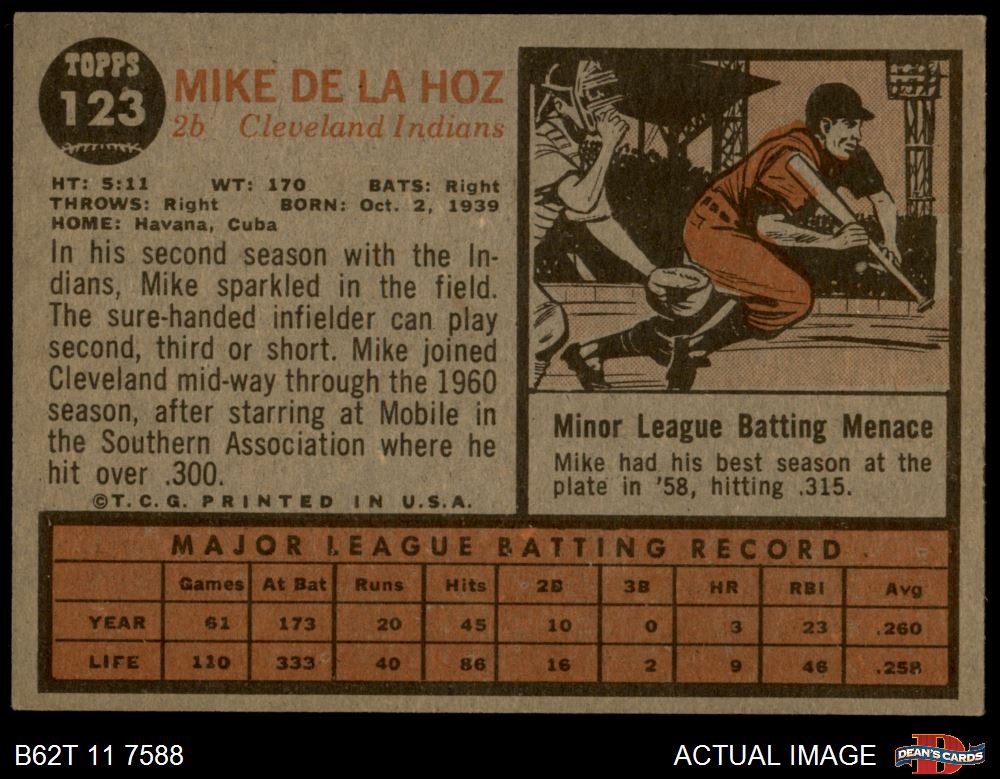 TOPPS
123
MIKE DE LA HOZ
2b Cleveland Indians
HT: 5:11 WT: 170 BATS: Right
THROWS: Right BORN: Oct. 2, 1939
HOME: Havana, Cuba
In his second season with the In-
dians, Mike sparkled in the field.
The sure-handed infielder can play
second, third or short. Mike joined
Cleveland mid-way through the 1960
season, after starring at Mobile in
the Southern Association where he
hit over .300.
©T.C.G. PRINTED IN U.S.A.
Minor League Batting Menace
Mike had his best season at the
plate in '58, hitting .315.
MAJOR LEAGUE BATTING RECORD
Games At Bat Runs Hits 2B 3B HR RBI Avg
YEAR 61 173 20 45 10 0 3 23 .260
LIFE 110 333 40 86 16 2 9 46 .258
B62T 11 7588
ACTUAL IMAGE
DEAN'S CARDS